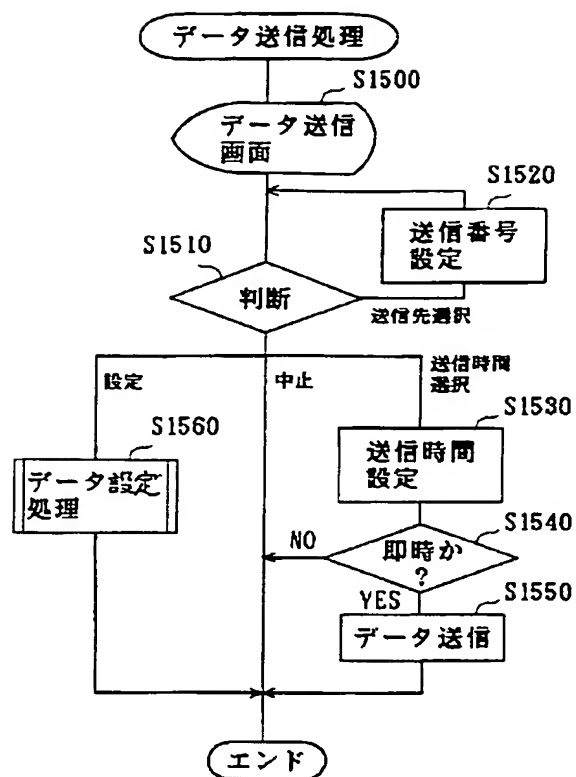 データ送信処理
S1500
データ送信
画面
S1520
送信番号
設定
S1510
判断
送信先選択
設定
中止
送信時間
選択
S1530
送信時間
設定
S1560
データ設定
処理
S1540
即時か
?
NO
YES
S1550
データ送信
エンド